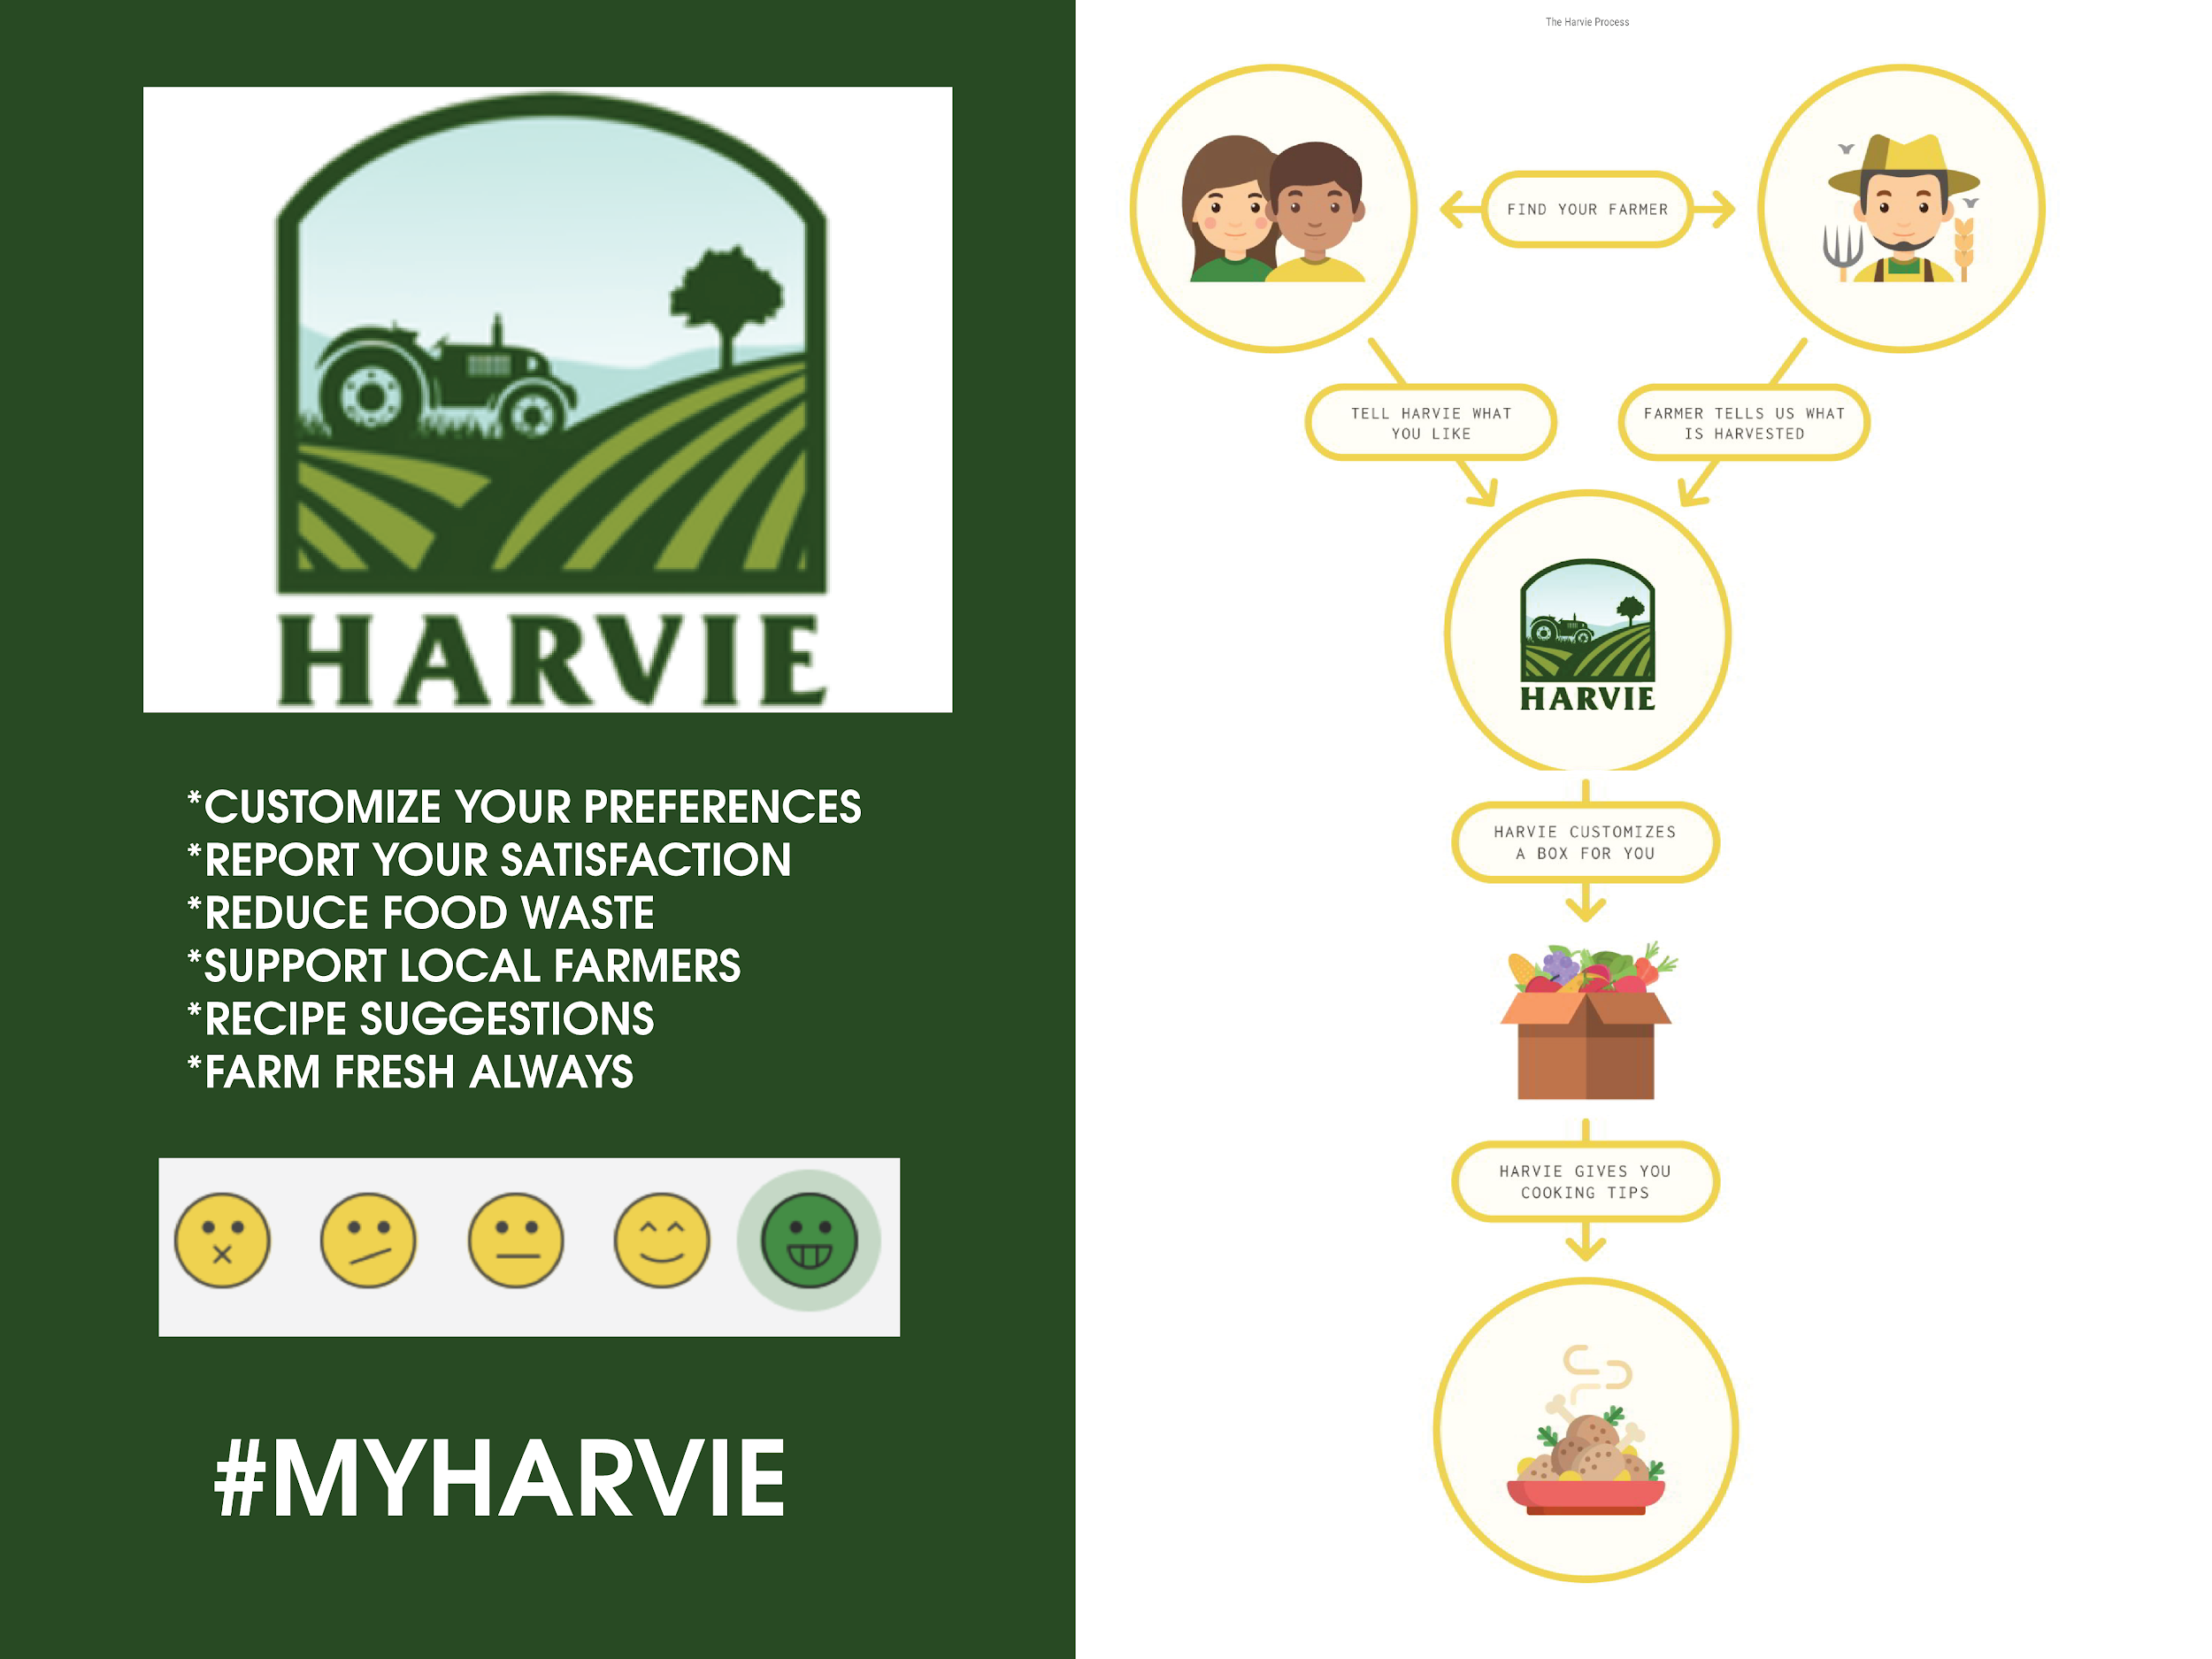 HARVIE
*CUSTOMIZE YOUR PREFERENCES
*REPORT YOUR SATISFACTION
*REDUCE FOOD WASTE
*SUPPORT LOCAL FARMERS
*RECIPE SUGGESTIONS
*FARM FRESH ALWAYS
#MYHARVIE
The Harvie Process
FIND YOUR FARMER
TELL HARVIE WHAT
YOU LIKE
FARMER TELLS US WHAT
IS HARVESTED
HARVIE
HARVIE CUSTOMIZES
A BOX FOR YOU
HARVIE GIVES YOU
COOKING TIPS